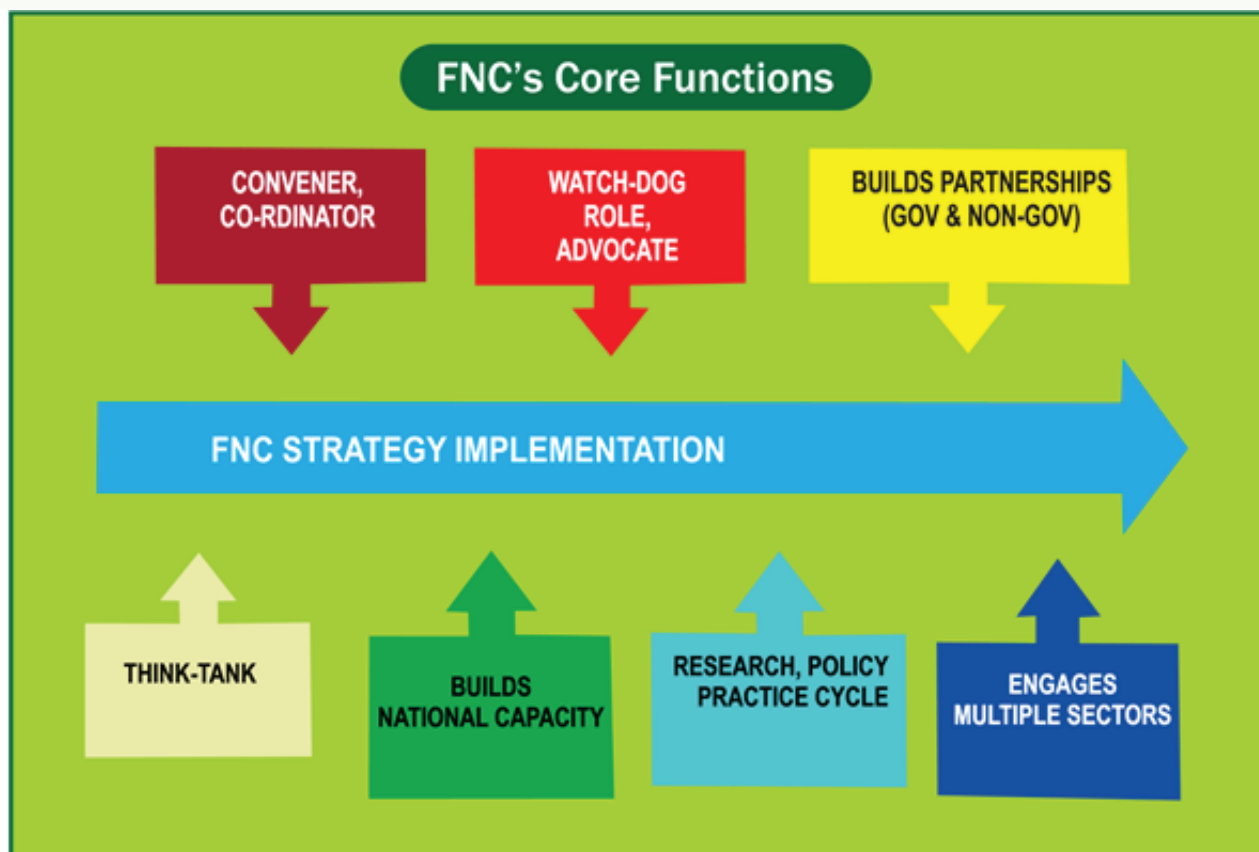 FNC's Core Functions
CONVENER,
CO-RDINATOR
WATCH-DOG
ROLE,
ADVOCATE
BUILDS PARTNERSHIPS
(GOV & NON-GOV)
FNC STRATEGY IMPLEMENTATION
THINK-TANK
BUILDS
NATIONAL CAPACITY
RESEARCH, POLICY
PRACTICE CYCLE
ENGAGES
MULTIPLE SECTORS